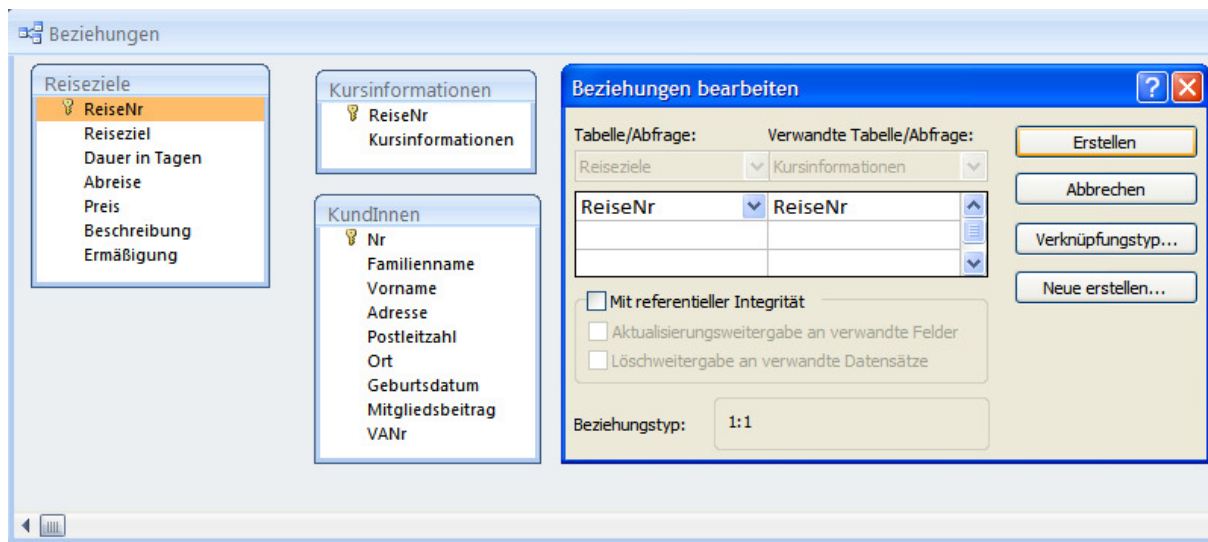 Beziehungen
Reiseziele
ReiseNr
Reiseziel
Dauer in Tagen
Abreise
Preis
Beschreibung
Ermäßigung
Kursinformationen
ReiseNr
Kursinformationen
KundInnen
Nr
Familienname
Vorname
Adresse
Postleitzahl
Ort
Geburtsdatum
Mitgliedsbeitrag
VANr
Beziehungen bearbeiten
Tabelle/Abfrage: Verwandte Tabelle/Abfrage:
Reiseziele Kursinformationen
ReiseNr ReiseNr
Mit referentieller Integrität
Aktualisierungsweitergabe an verwandte Felder
Löschweitergabe an verwandte Datensätze
Beziehungstyp: 1:1
Erstellen
Abbrechen
Verknüpfungstyp...
Neue erstellen...